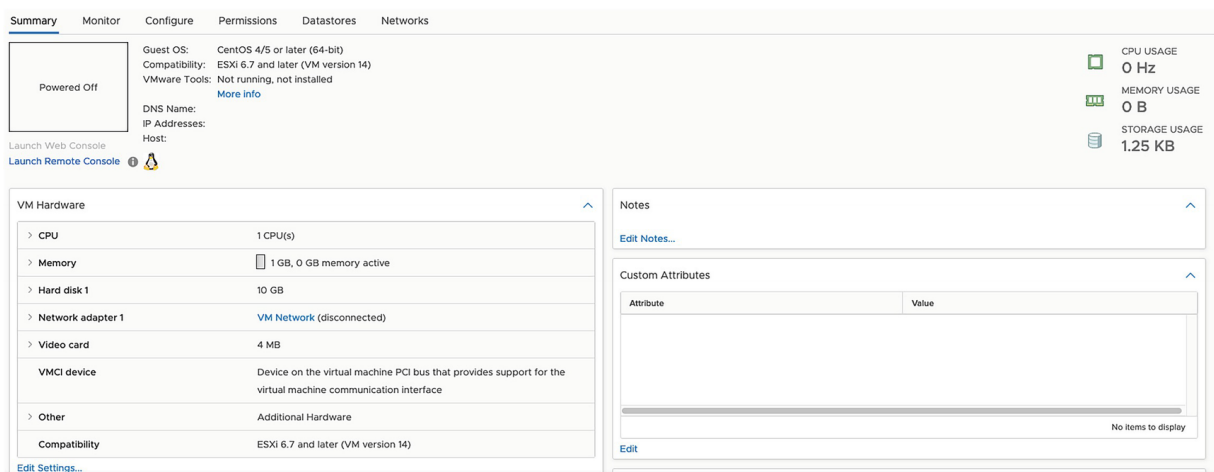 Summary Monitor Configure Permissions Datastores Networks
Powered Off
Launch Web Console
Launch Remote Console
Guest OS: CentOS 4/5 or later (64-bit)
Compatibility: ESXi 6.7 and later (VM version 14)
VMware Tools: Not running, not installed
More info
DNS Name:
IP Addresses:
Host:
CPU USAGE
0 Hz
MEMORY USAGE
0 B
STORAGE USAGE
1.25 KB
VM Hardware
CPU 1 CPU(s)
Memory 1 GB, 0 GB memory active
Hard disk 1 10 GB
Network adapter 1 VM Network (disconnected)
Video card 4 MB
VMCI device Device on the virtual machine PCI bus that provides support for the
virtual machine communication interface
Other Additional Hardware
Compatibility ESXi 6.7 and later (VM version 14)
Edit Settings...
Notes
Edit Notes...
Custom Attributes
Attribute Value
No items to display
Edit